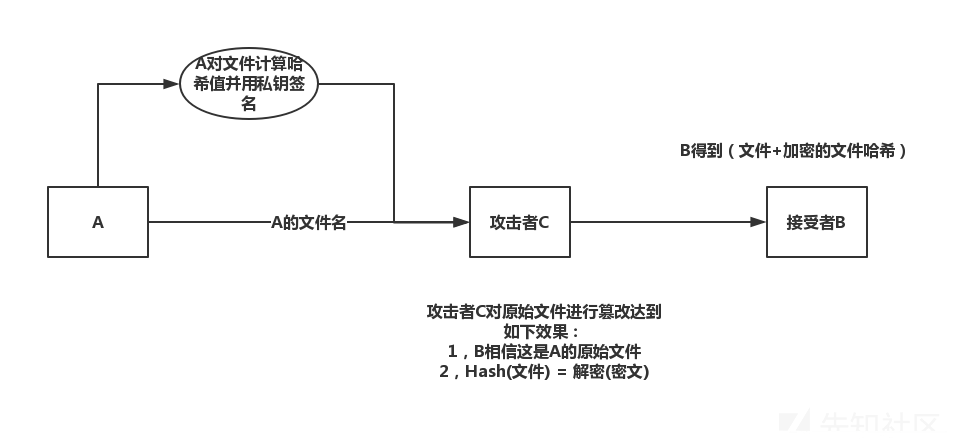 A对文件计算哈
希值并用私钥签
名
B得到（文件+加密的文件哈希）
A
A的文件名
攻击者C
接受者B
攻击者C对原始文件进行篡改达到
如下效果：
1，B相信这是A的原始文件
2，Hash(文件) = 解密(密文)
先知社区